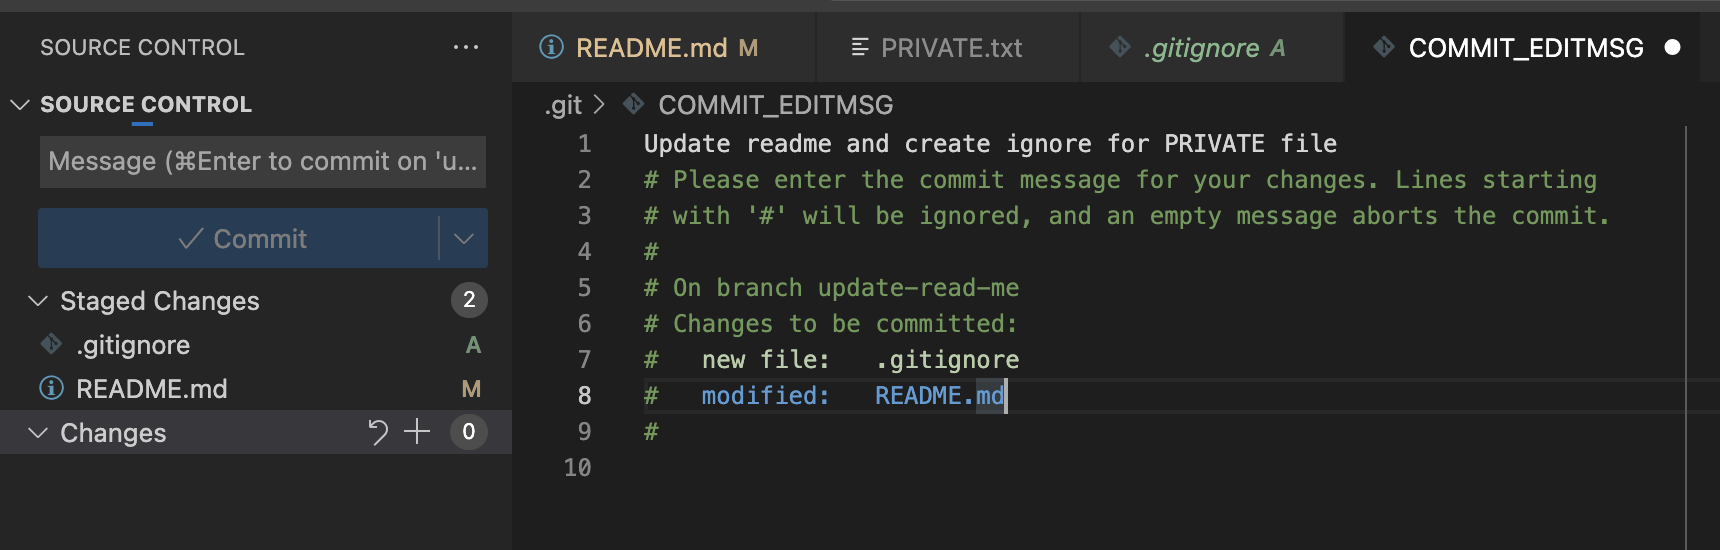 SOURCE CONTROL ···
SOURCE CONTROL
Message (⌘Enter to commit on 'u...
Commit
Staged Changes 2
.gitignore A
README.md M
Changes 0
README.md M PRIVATE.txt .gitignore A COMMIT_EDITMSG
.git > COMMIT_EDITMSG
1 Update readme and create ignore for PRIVATE file
2 # Please enter the commit message for your changes. Lines starting
3 # with '#' will be ignored, and an empty message aborts the commit.
4 #
5 # On branch update-read-me
6 # Changes to be committed:
7 #   new file:   .gitignore
8 #   modified:   README.md
9 #
10